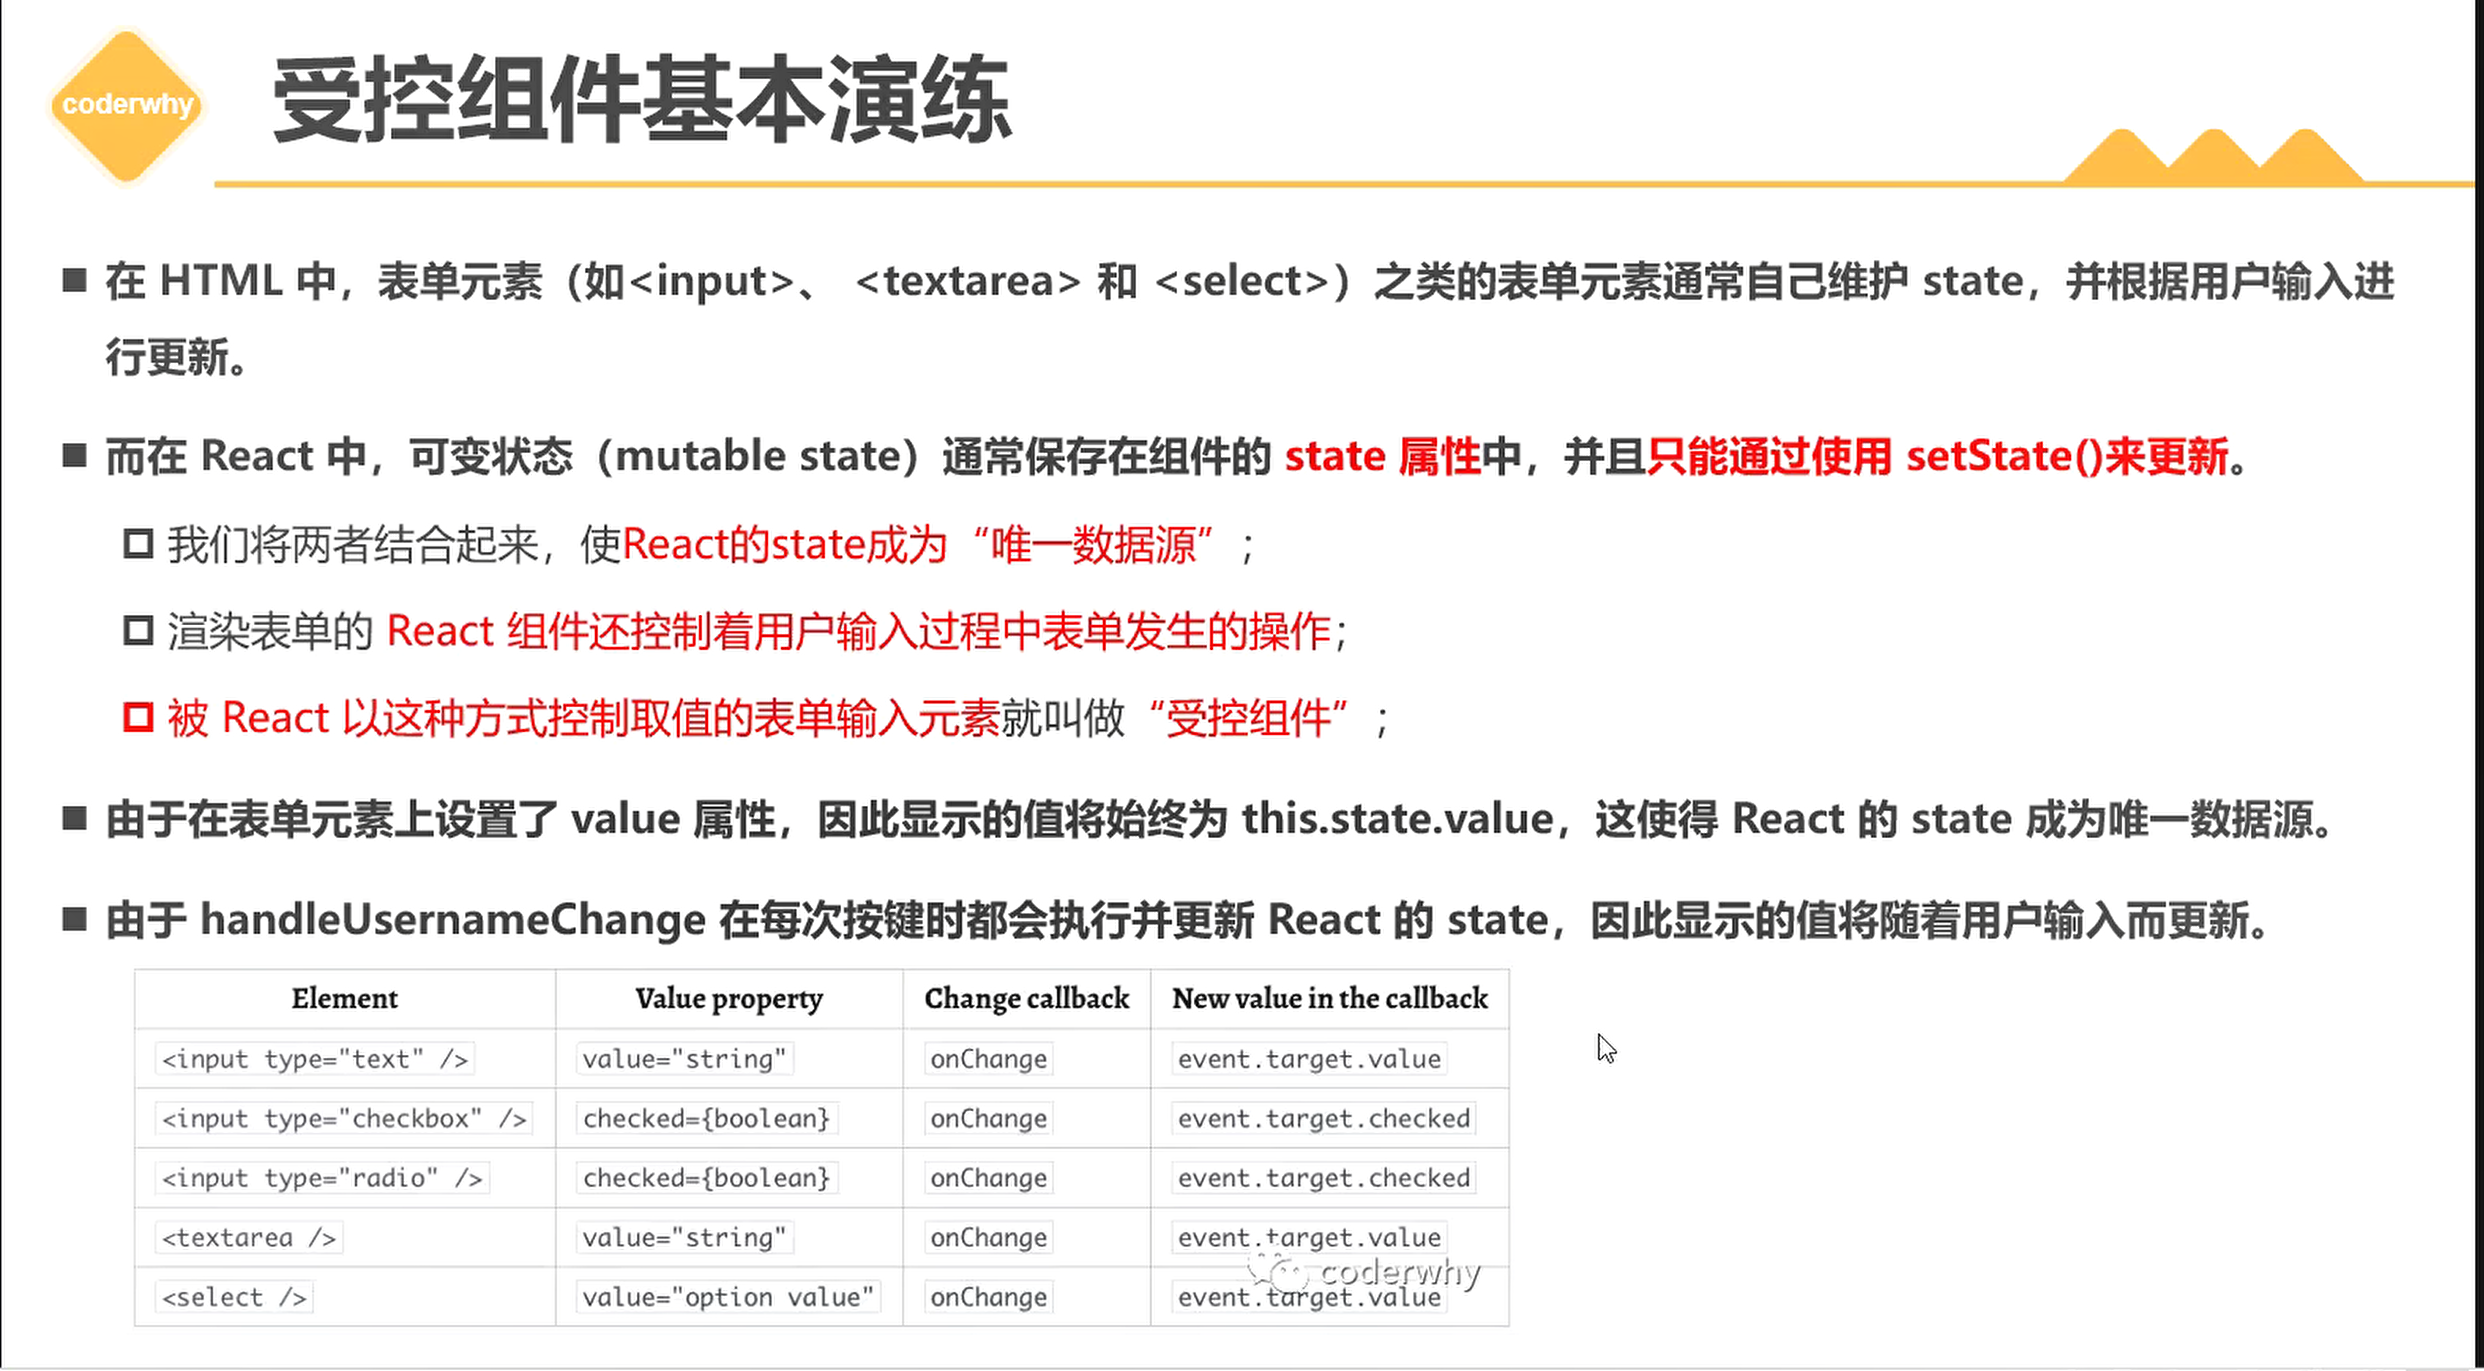 coderwhy
受控组件基本演练
在 HTML 中，表单元素（如<input>、 <textarea> 和 <select>）之类的表单元素通常自己维护 state，并根据用户输入进
行更新。
而在 React 中，可变状态（mutable state）通常保存在组件的 state 属性中，并且只能通过使用 setState()来更新。
我们将两者结合起来，使React的state成为“唯一数据源”；
渲染表单的 React 组件还控制着用户输入过程中表单发生的操作；
被 React 以这种方式控制取值的表单输入元素就叫做“受控组件”；
由于在表单元素上设置了 value 属性，因此显示的值将始终为 this.state.value，这使得 React 的 state 成为唯一数据源。
由于 handleUsernameChange 在每次按键时都会执行并更新 React 的 state，因此显示的值将随着用户输入而更新。
Element Value property Change callback New value in the callback
<input type="text" /> value="string" onChange event.target.value
<input type="checkbox" /> checked={boolean} onChange event.target.checked
<input type="radio" /> checked={boolean} onChange event.target.checked
<textarea /> value="string" onChange event.target.value
coderwhy
<select /> value="option value" onChange event.target.value